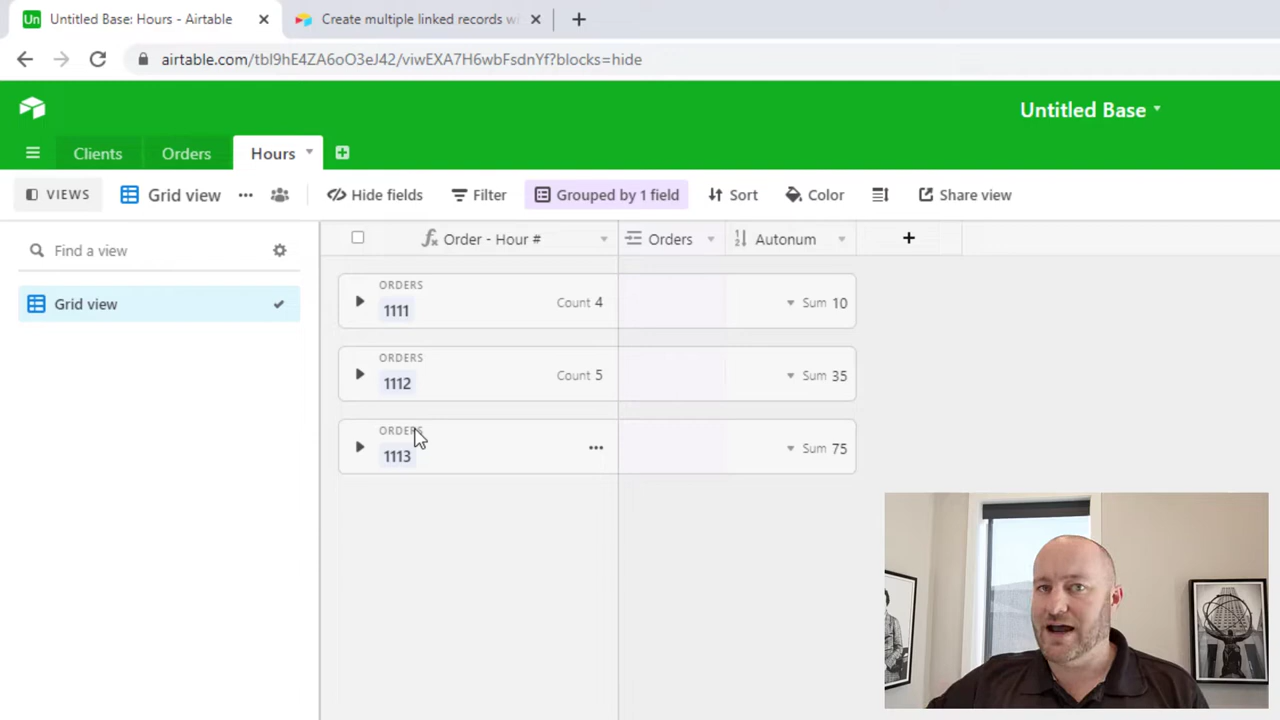 Un Untitled Base: Hours - Airtable
Create multiple linked records w
airtable.com/tbl9hE4ZA6oO3eJ42/viwEXA7H6wbFsdnYf?blocks=hide
Untitled Base
Clients Orders Hours
VIEWS Grid view Hide fields Filter Grouped by 1 field Sort Color Share view
Find a view
Order - Hour # Orders Autonum
Grid view
ORDERS
1111 Count 4 Sum 10
ORDERS
1112 Count 5 Sum 35
ORDERS
1113 Sum 75